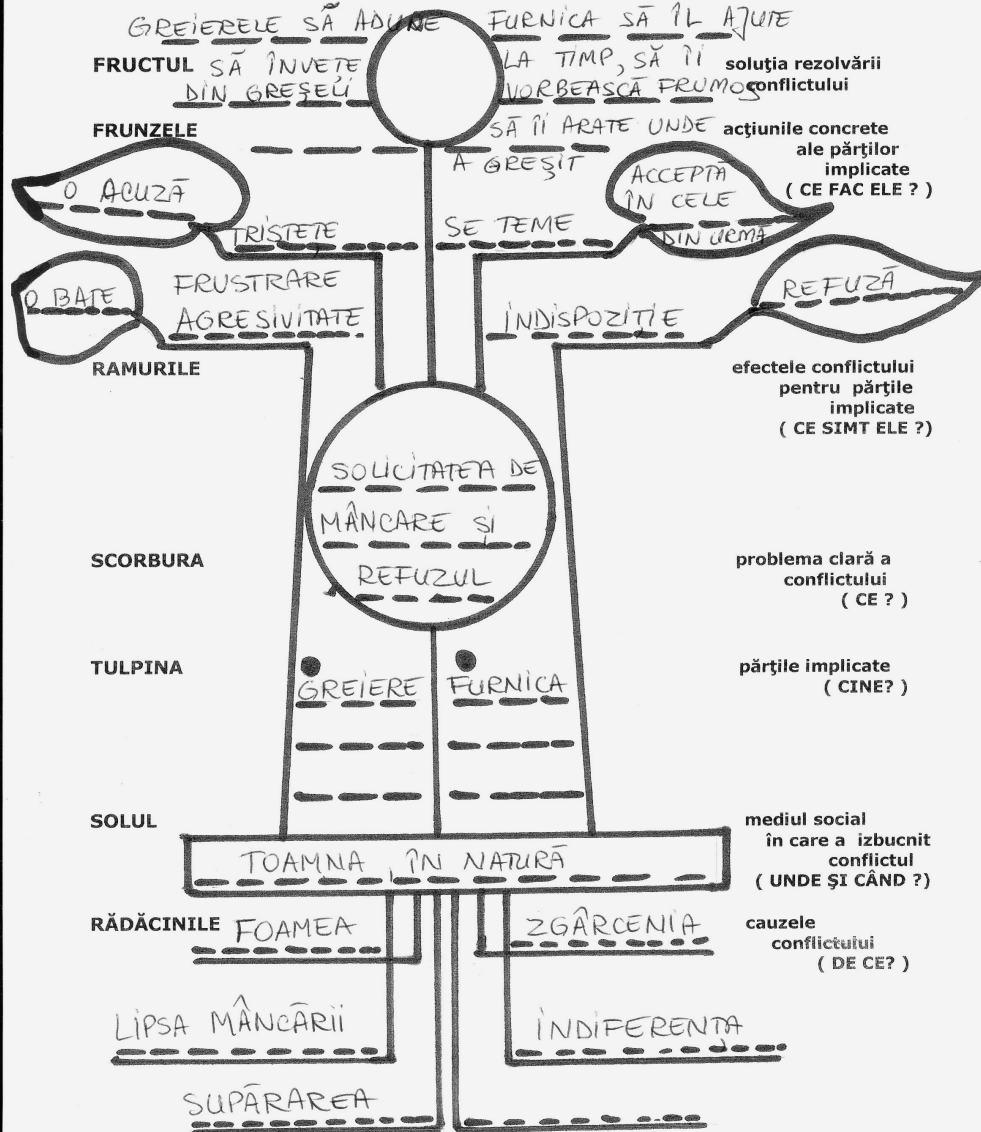 GREIERELE SĂ ADUNE FURNICA SĂ ÎL AJUTE
FRUCTUL SĂ ÎNVEȚE LA TIMP, SĂ ÎI soluţia rezolvării
DIN GREȘELI VORBEASCĂ FRUMOS conflictului
FRUNZELE SĂ ÎI ARATE UNDE acţiunile concrete
A GREȘIT ale părţilor
implicate
( CE FAC ELE ? )
O ACUZĂ
ACCEPTĂ
ÎN CELE
DIN URMĂ
TRISTEȚE SE TEME
O BATE FRUSTRARE REFUZĂ
AGRESIVITATE INDISPOZIȚIE
RAMURILE efectele conflictului
pentru părţile
implicate
( CE SIMT ELE ?)
SOLICITATEA DE
MÂNCARE ȘI
REFUZUL
SCORBURA problema clară a
conflictului
( CE ? )
TULPINA părţile implicate
GREIERE FURNICA ( CINE? )
SOLUL mediul social
în care a izbucnit
TOAMNA, ÎN NATURĂ conflictul
( UNDE ŞI CÂND ?)
RĂDĂCINILE FOAMEA ZGÂRCENIA cauzele
conflictului
( DE CE? )
LIPSA MÂNCĂRII INDIFERENȚA
SUPĂRAREA